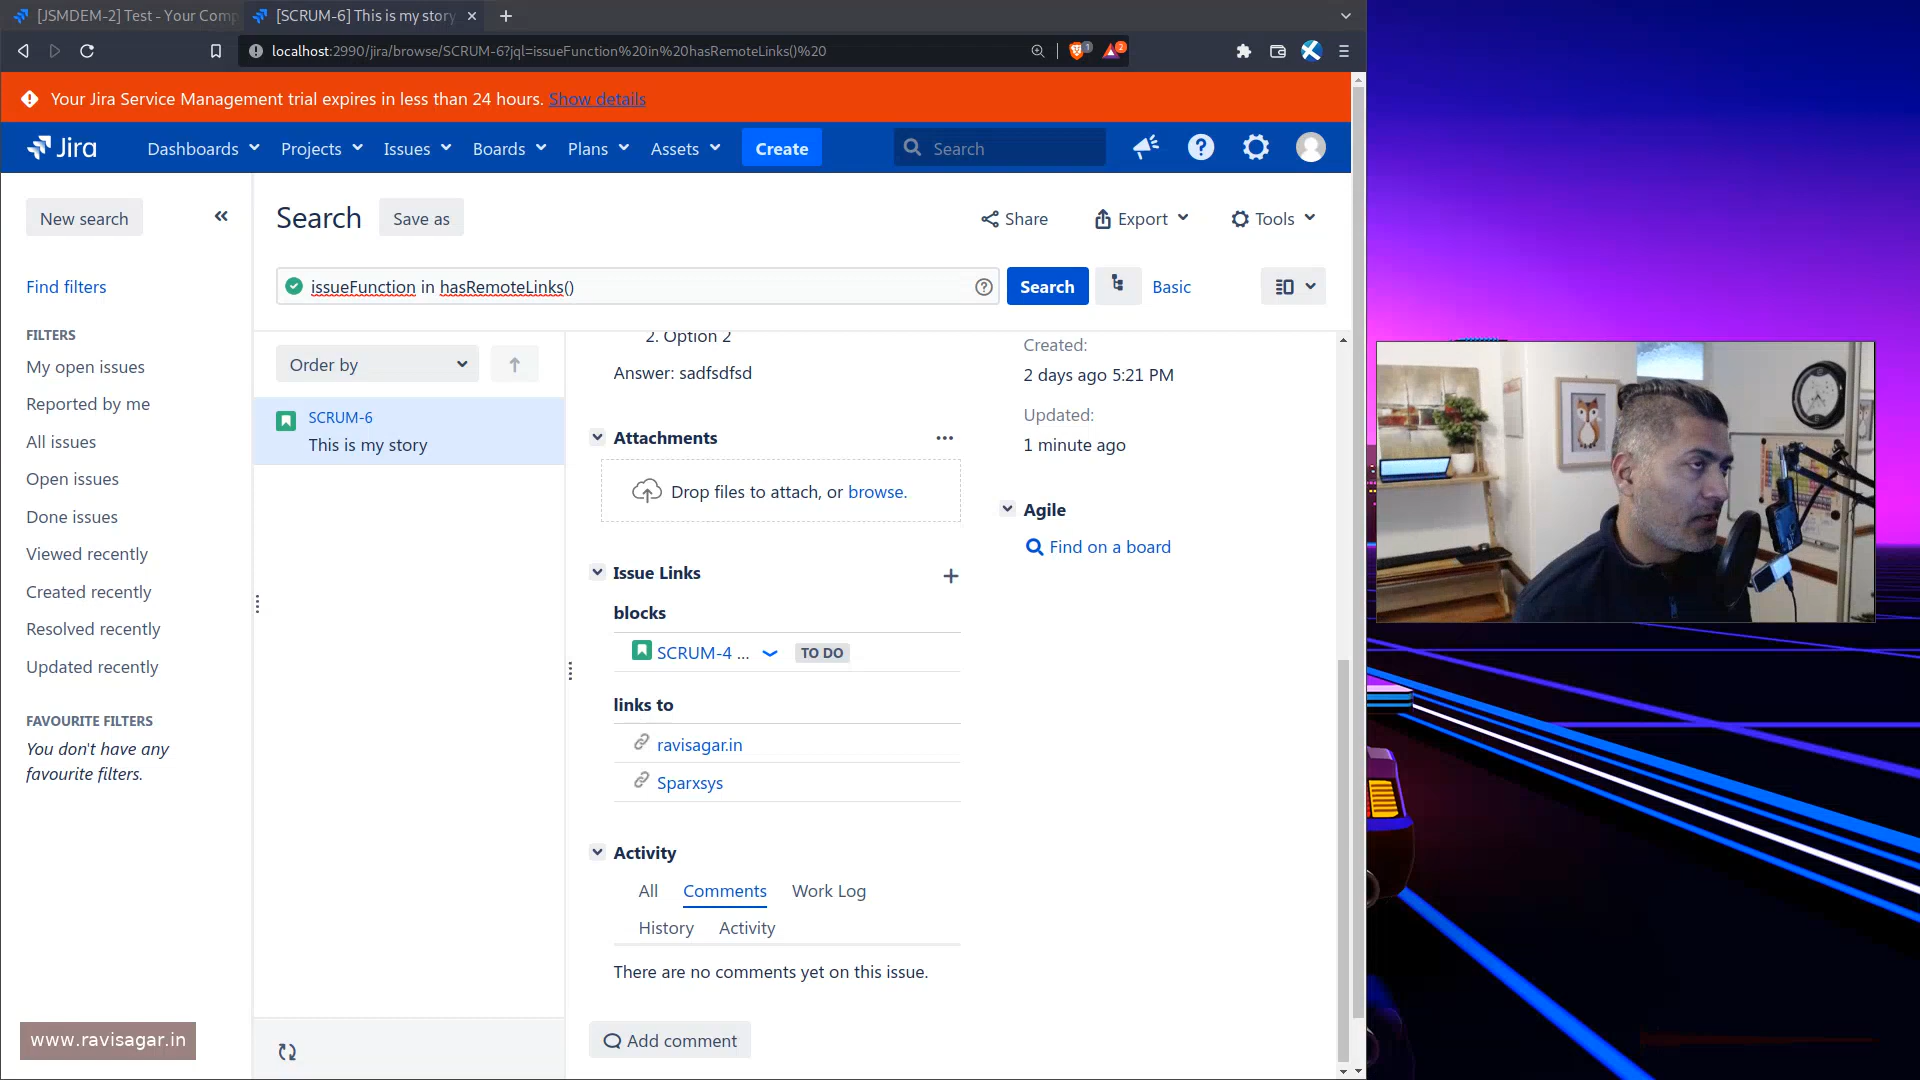 [JSMDEM-2] Test - Your Comp
[SCRUM-6] This is my story
localhost:2990/jira/browse/SCRUM-6?jql=issueFunction%20in%20hasRemoteLinks()%20
1
2
Your Jira Service Management trial expires in less than 24 hours. Show details
Jira
Dashboards
Projects
Issues
Boards
Plans
Assets
Create
Search
New search
Search
Save as
Share
Export
Tools
Find filters
issueFunction in hasRemoteLinks()
Search
Basic
FILTERS
My open issues
Reported by me
All issues
Open issues
Done issues
Viewed recently
Created recently
Resolved recently
Updated recently
FAVOURITE FILTERS
You don't have any
favourite filters.
Order by
SCRUM-6
This is my story
2. Option 2
Answer: sadfsdfsd
Attachments
Drop files to attach, or browse.
Issue Links
blocks
SCRUM-4 ...
TO DO
links to
ravisagar.in
Sparxsys
Activity
All
Comments
Work Log
History
Activity
There are no comments yet on this issue.
Add comment
Created:
2 days ago 5:21 PM
Updated:
1 minute ago
Agile
Find on a board
www.ravisagar.in